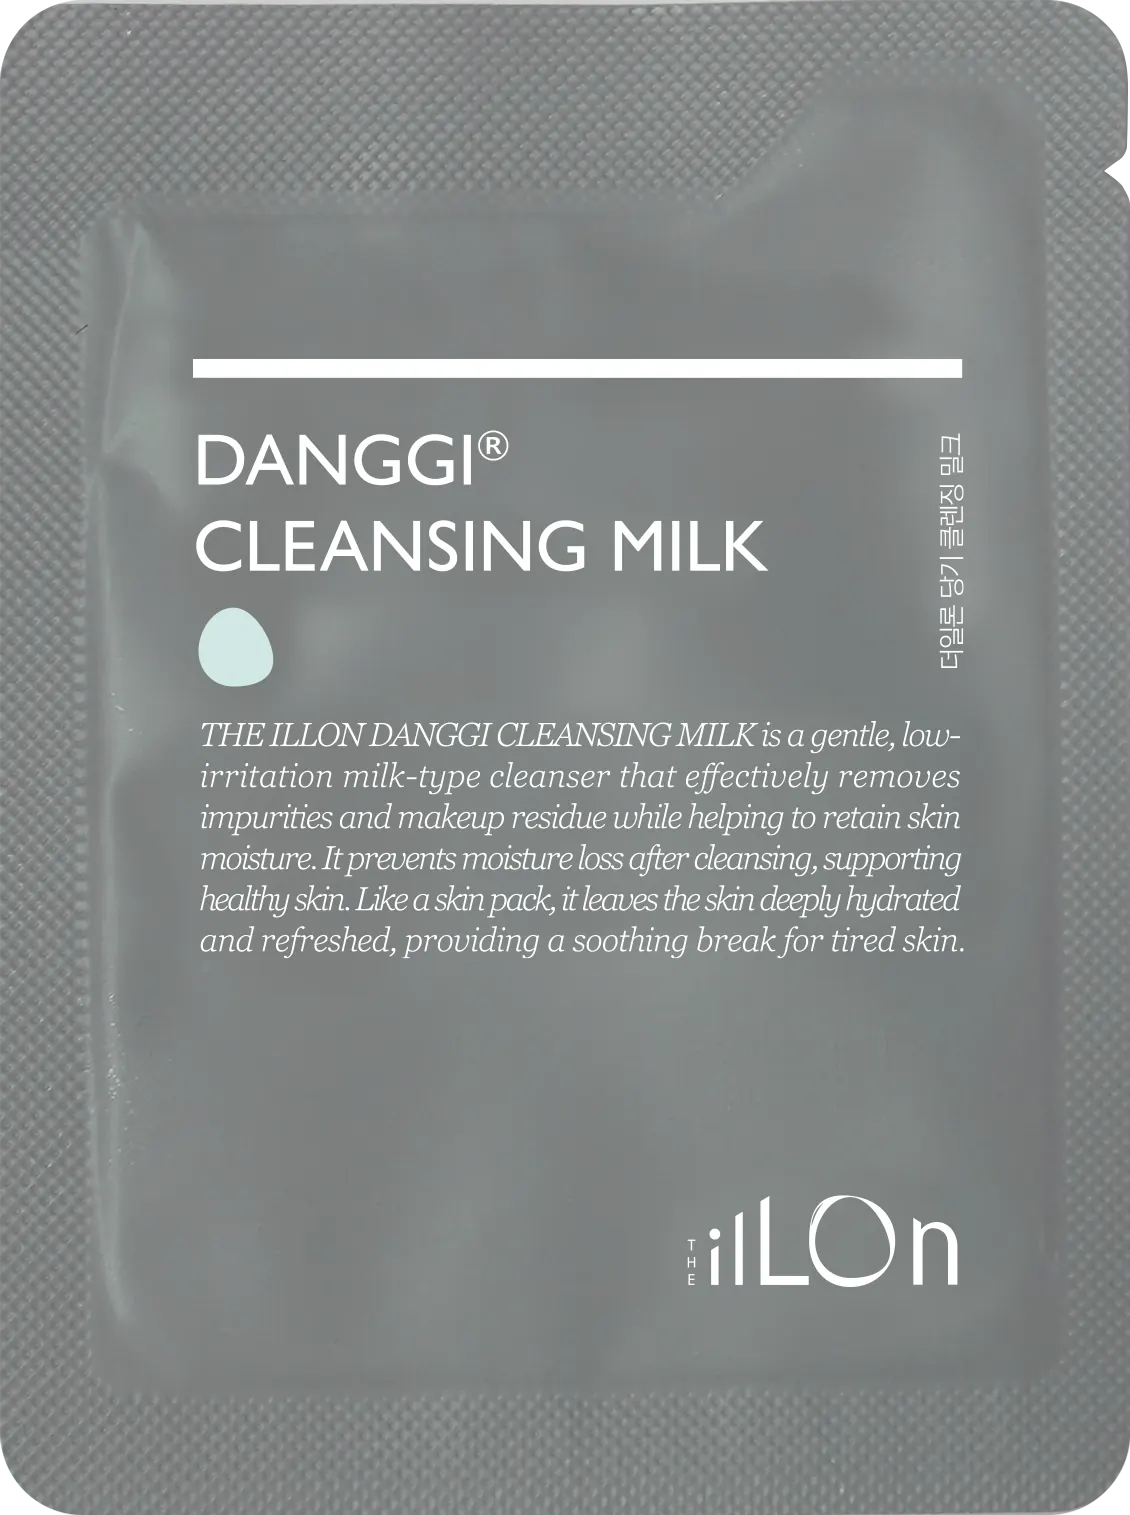 DANGGI®
CLEANSING MILK
더일론 당기 클렌징 밀크
THE ILLON DANGGI CLEANSING MILK is a gentle, low-
irritation milk-type cleanser that effectively removes
impurities and makeup residue while helping to retain skin
moisture. It prevents moisture loss after cleansing, supporting
healthy skin. Like a skin pack, it leaves the skin deeply hydrated
and refreshed, providing a soothing break for tired skin.
THE illOn